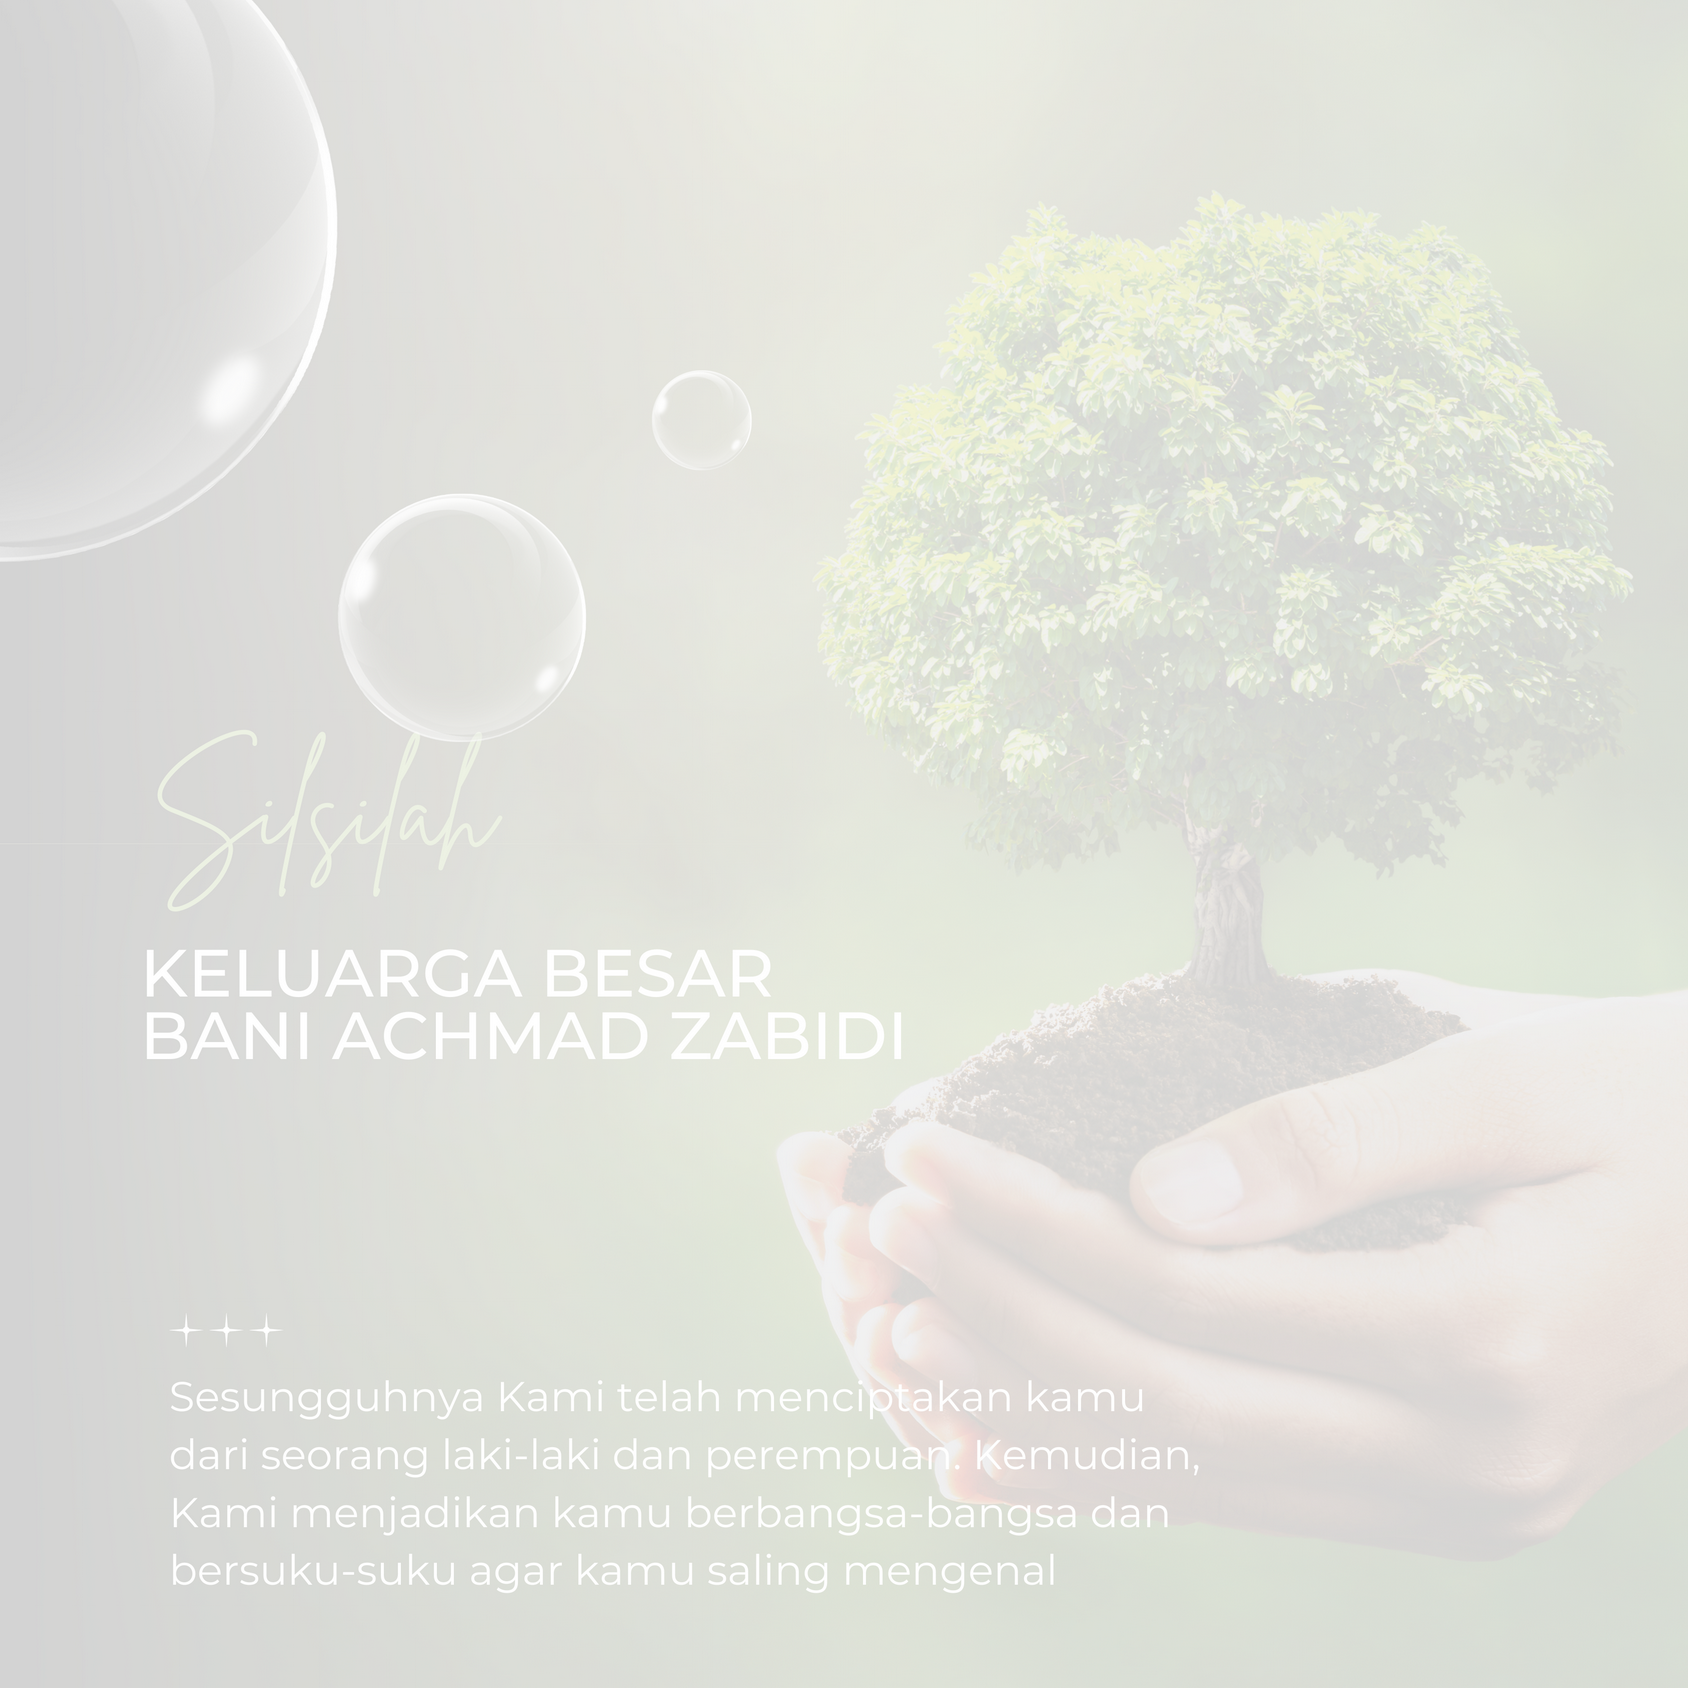 Silsilah
KELUARGA BESAR
BANI ACHMAD ZABIDI
Sesungguhnya Kami telah menciptakan kamu
dari seorang laki-laki dan perempuan. Kemudian,
Kami menjadikan kamu berbangsa-bangsa dan
bersuku-suku agar kamu saling mengenal